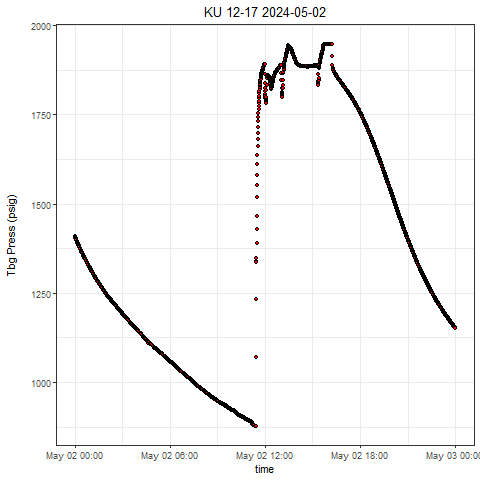 KU 12-17 2024-05-02
2000
1750
1500
1250
1000
Tbg Press (psig)
May 02 00:00
May 02 06:00
May 02 12:00
May 02 18:00
May 03 00:00
time